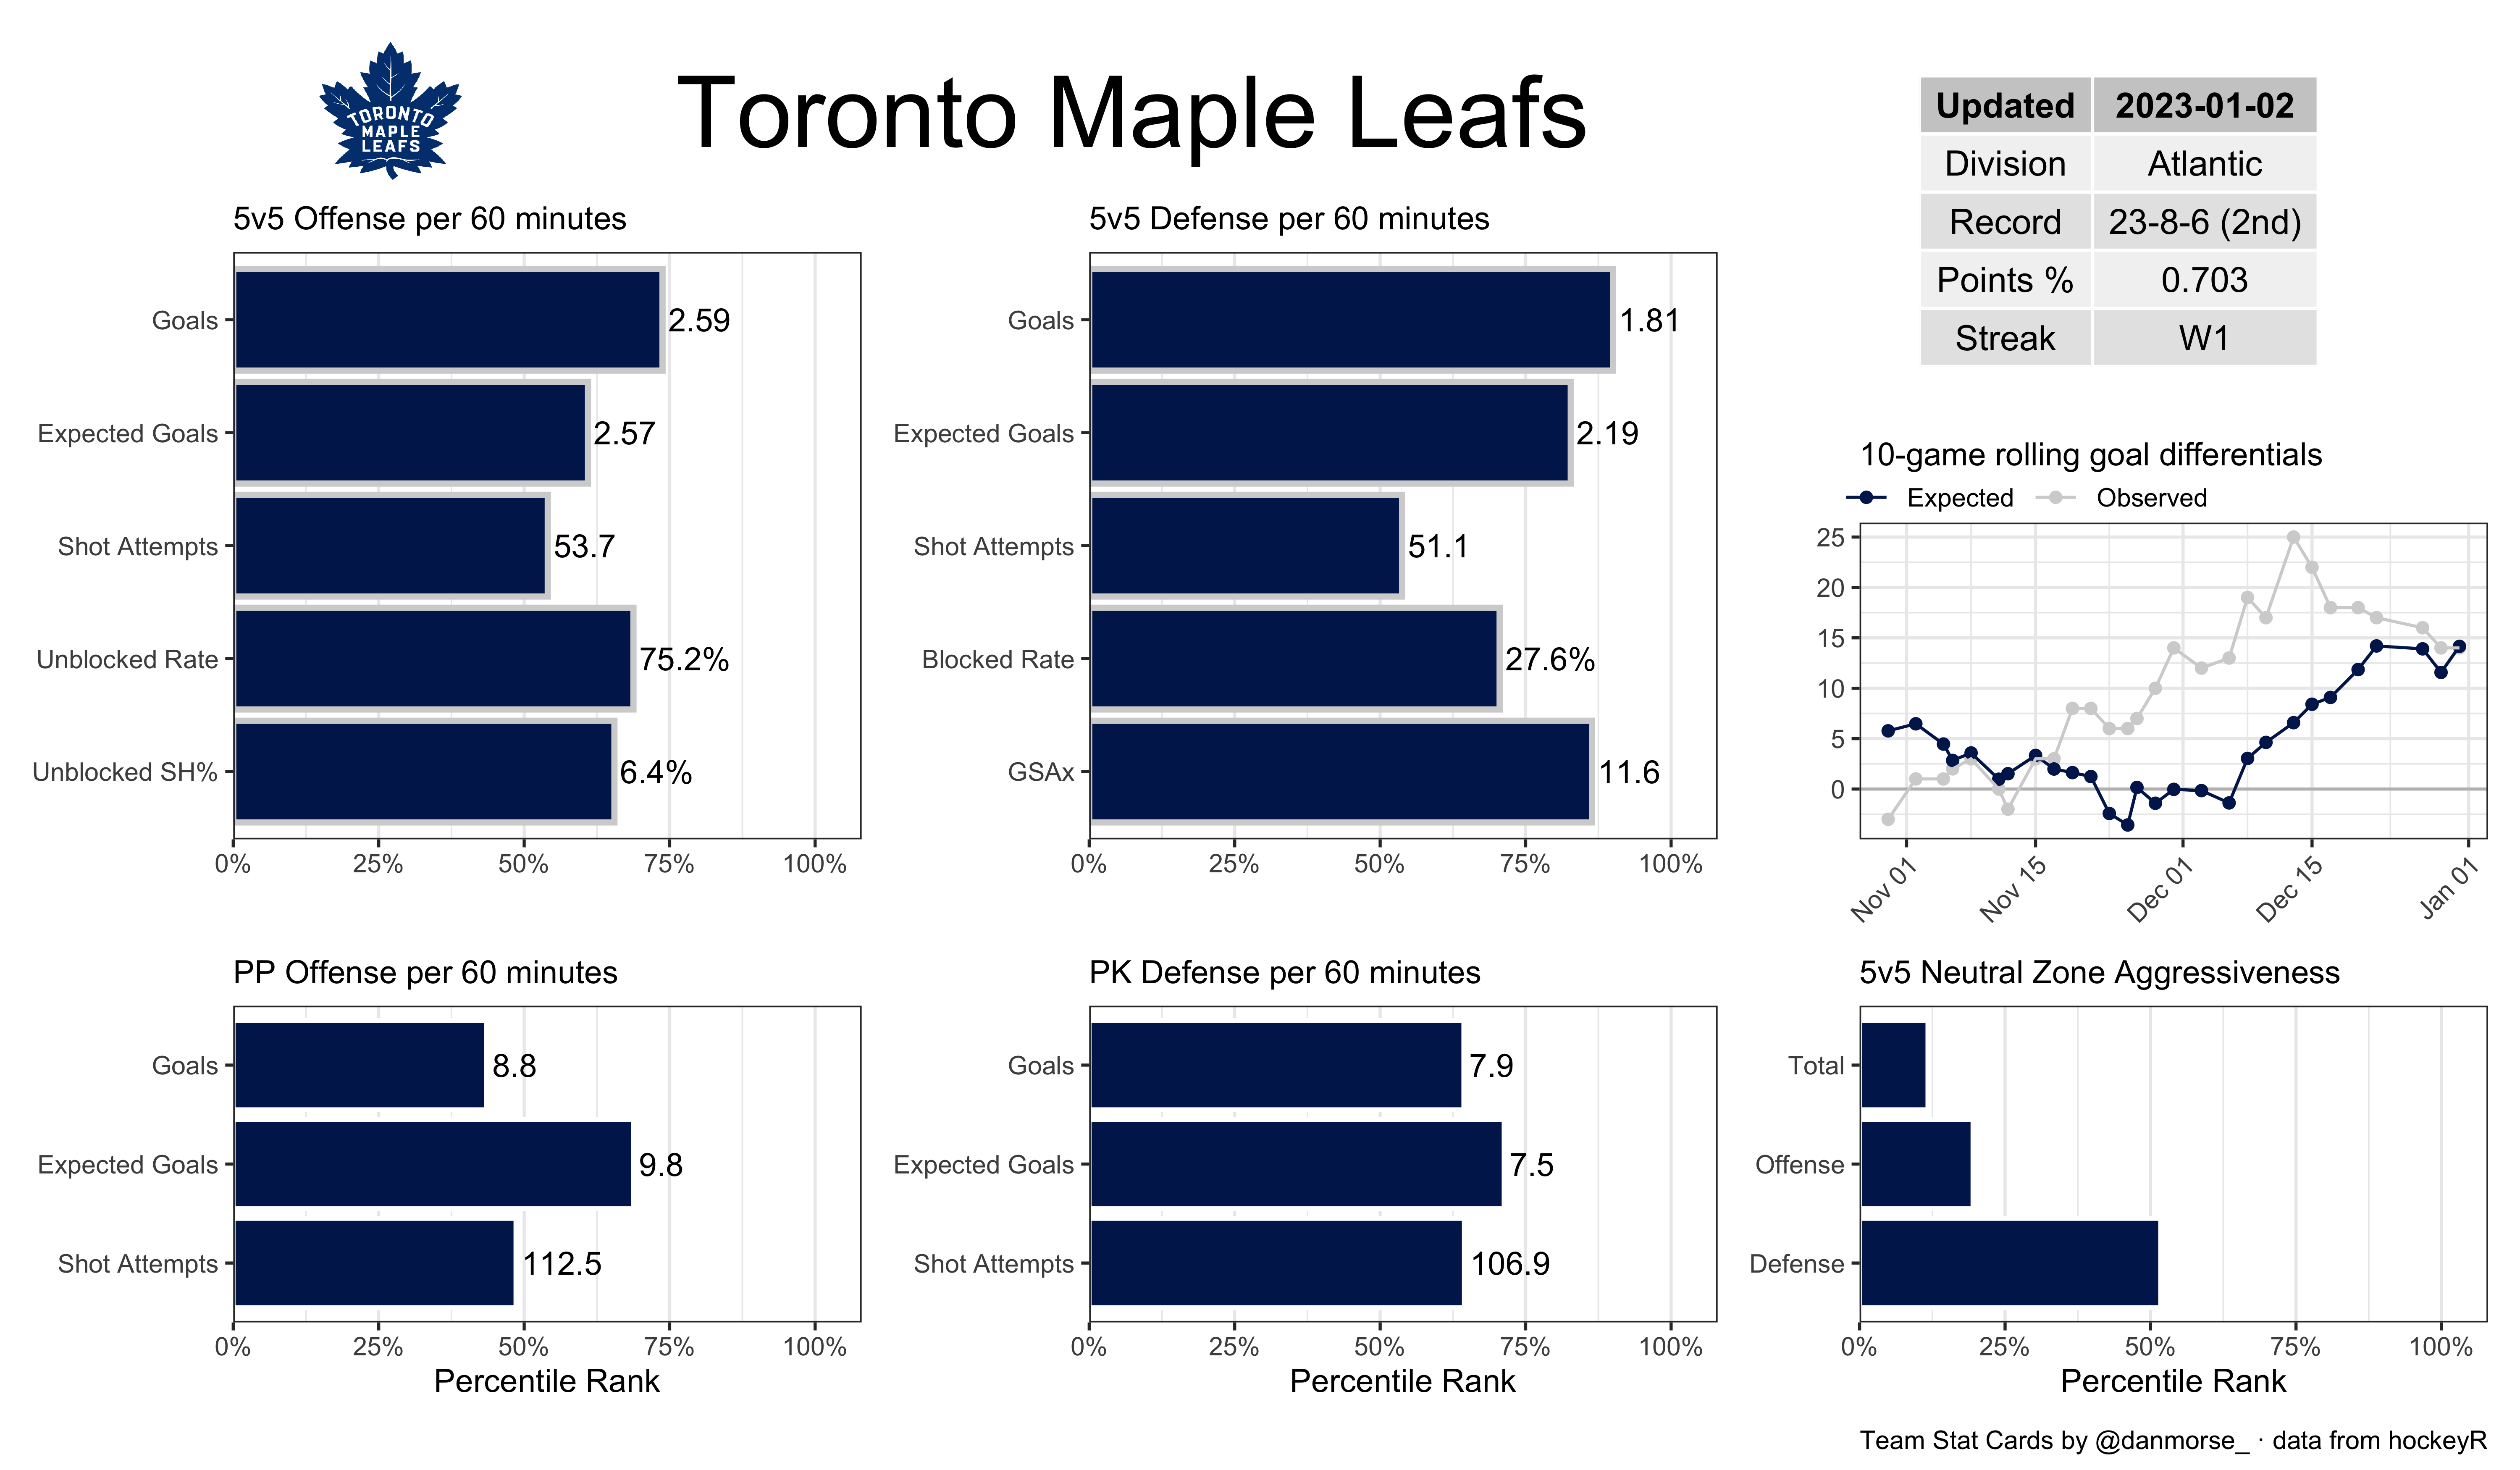 TORONTO
MAPLE
LEAFS
Toronto Maple Leafs
Updated 2023-01-02
Division Atlantic
Record 23-8-6 (2nd)
Points % 0.703
Streak W1
5v5 Offense per 60 minutes
Goals 2.59
Expected Goals 2.57
Shot Attempts 53.7
Unblocked Rate 75.2%
Unblocked SH% 6.4%
0% 25% 50% 75% 100%
5v5 Defense per 60 minutes
Goals 1.81
Expected Goals 2.19
Shot Attempts 51.1
Blocked Rate 27.6%
GSAx 11.6
0% 25% 50% 75% 100%
10-game rolling goal differentials
Expected Observed
25
20
15
10
5
0
Nov 01 Nov 15 Dec 01 Dec 15 Jan 01
PP Offense per 60 minutes
Goals 8.8
Expected Goals 9.8
Shot Attempts 112.5
0% 25% 50% 75% 100%
Percentile Rank
PK Defense per 60 minutes
Goals 7.9
Expected Goals 7.5
Shot Attempts 106.9
0% 25% 50% 75% 100%
Percentile Rank
5v5 Neutral Zone Aggressiveness
Total
Offense
Defense
0% 25% 50% 75% 100%
Percentile Rank
Team Stat Cards by @danmorse_ · data from hockeyR